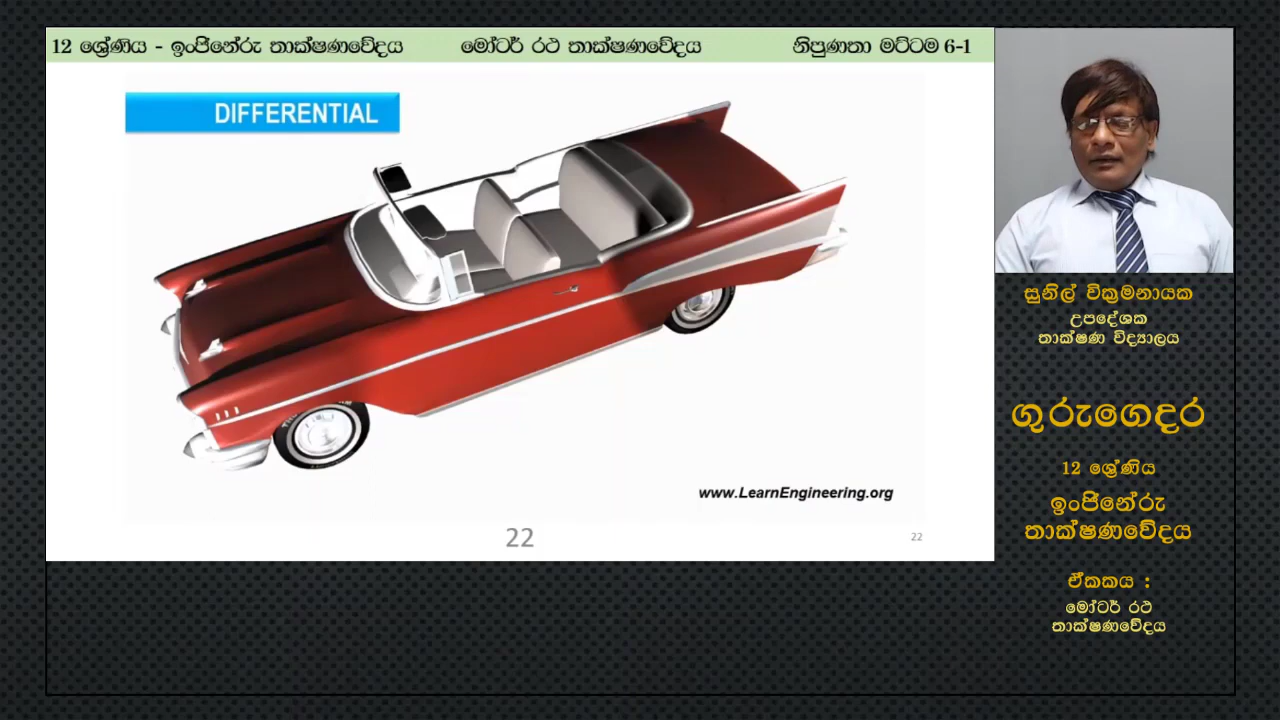 12 ශ්‍රේණිය - ඉංජිනේරු තාක්ෂණවේදය මෝටර් රථ තාක්ෂණවේදය නිපුණතා මට්ටම 6-1
DIFFERENTIAL
www.LearnEngineering.org
22
22
සුනිල් වික්‍රමනායක
උපදේශක
තාක්ෂණ විද්‍යාලය
ගුරුගෙදර
12 ශ්‍රේණිය
ඉංජිනේරු
තාක්ෂණවේදය
ඒකකය :
මෝටර් රථ
තාක්ෂණවේදය